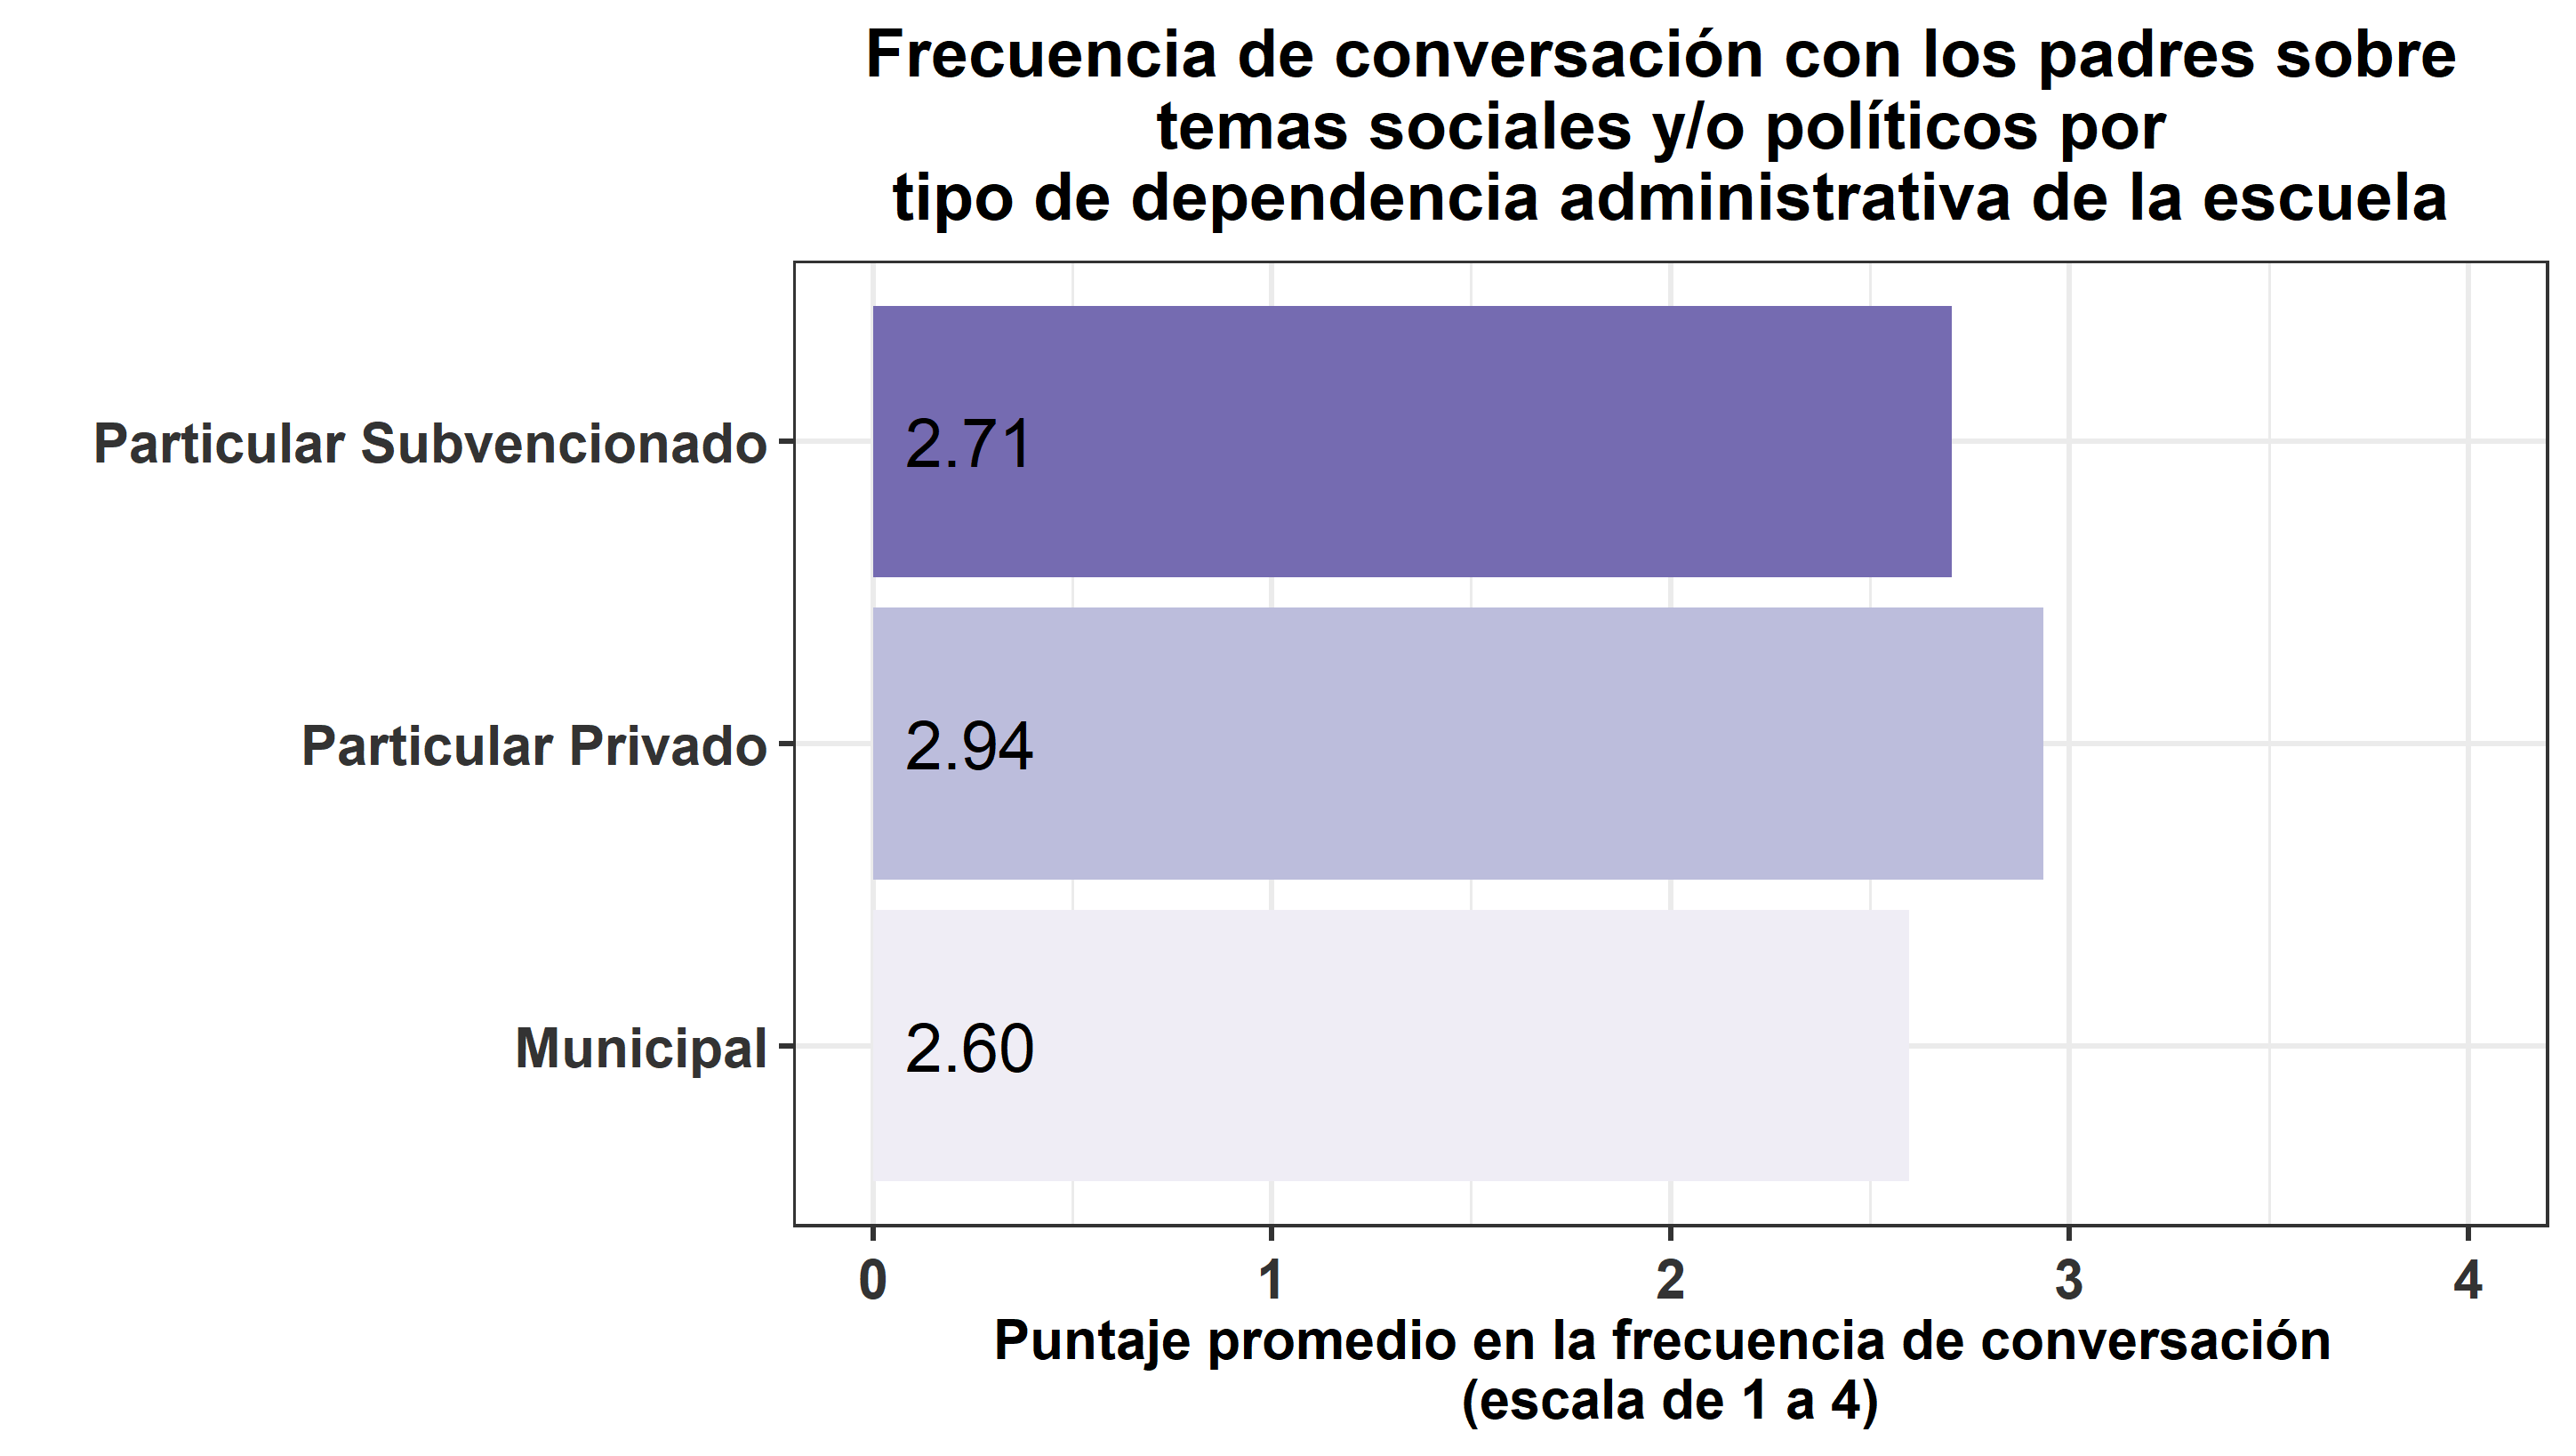 Frecuencia de conversación con los padres sobre
temas sociales y/o políticos por
tipo de dependencia administrativa de la escuela
Particular Subvencionado
2.71
Particular Privado
2.94
Municipal
2.60
0 1 2 3 4
Puntaje promedio en la frecuencia de conversación
(escala de 1 a 4)